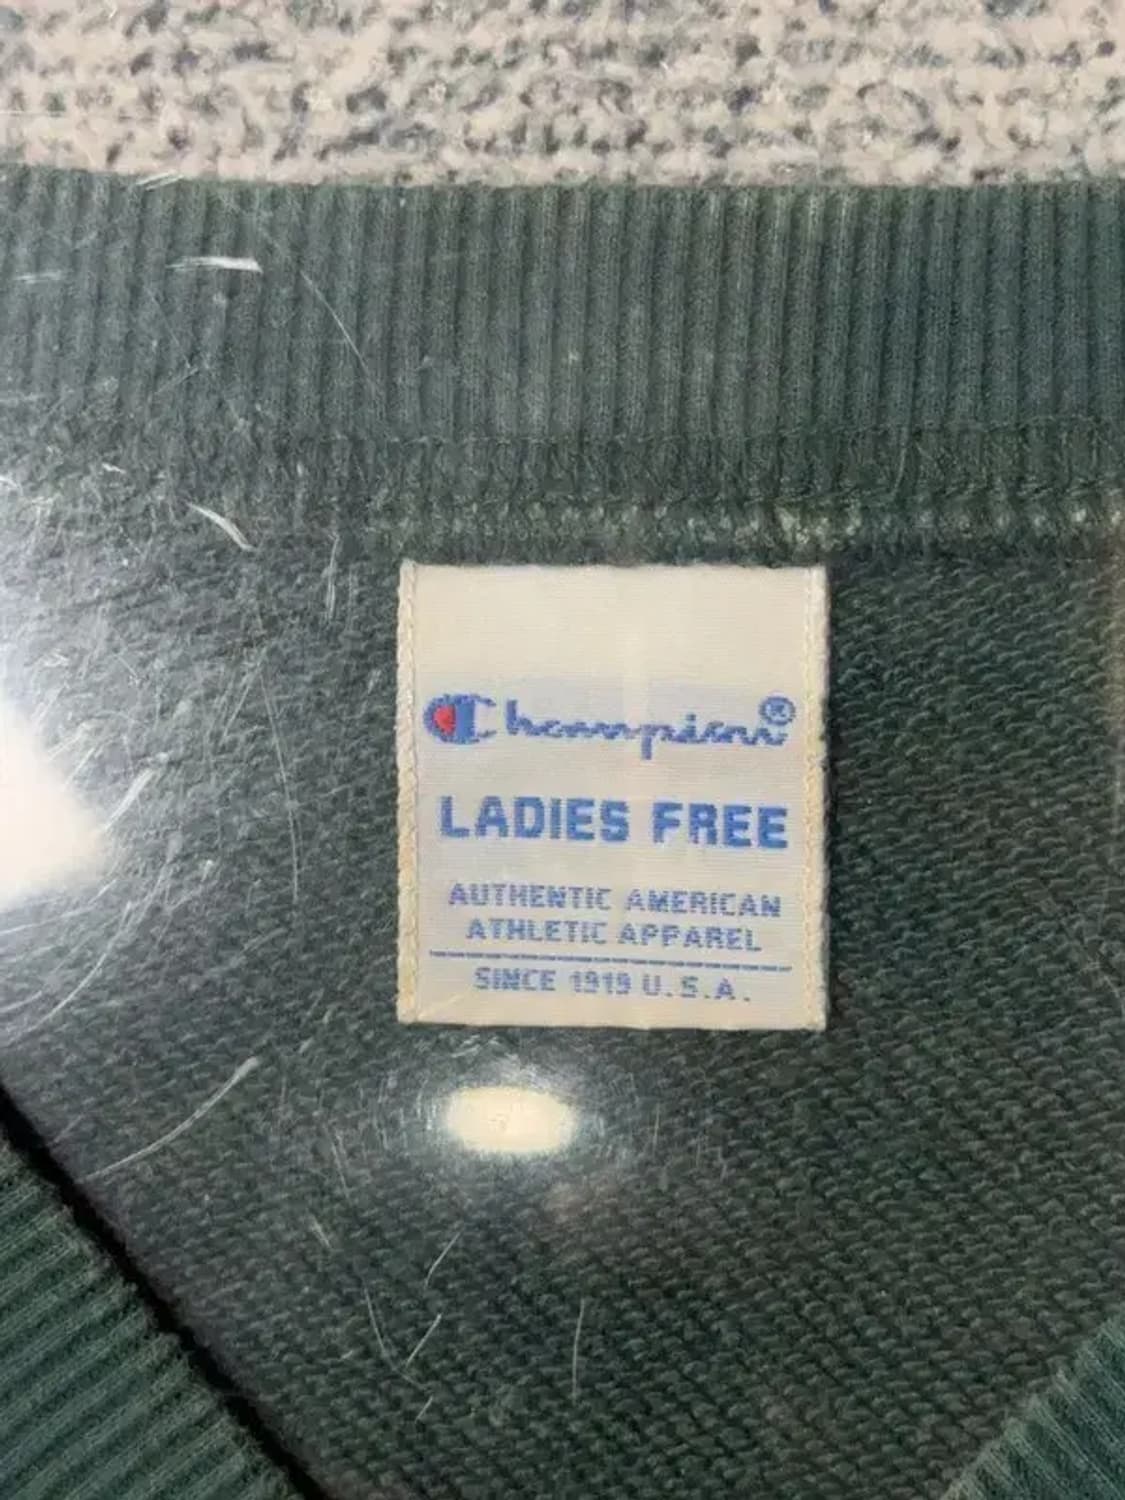 Champion®
LADIES FREE
AUTHENTIC AMERICAN
ATHLETIC APPAREL
SINCE 1919 U.S.A.